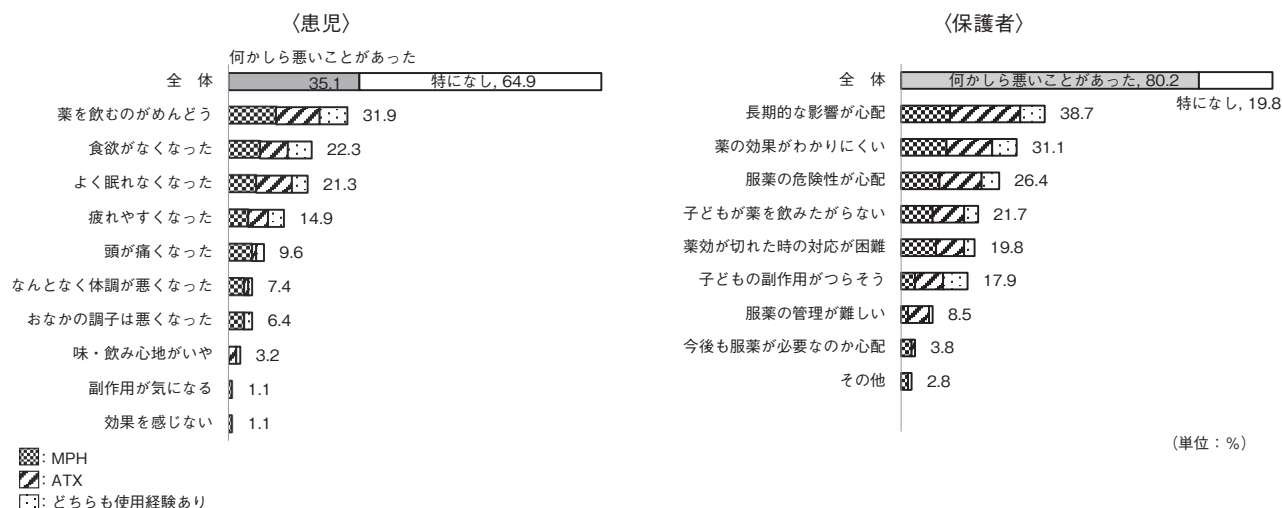 〈患児〉
何かしら悪いことがあった
全　体 35.1 特になし, 64.9
薬を飲むのがめんどう 31.9
食欲がなくなった 22.3
よく眠れなくなった 21.3
疲れやすくなった 14.9
頭が痛くなった 9.6
なんとなく体調が悪くなった 7.4
おなかの調子は悪くなった 6.4
味・飲み心地がいや 3.2
副作用が気になる 1.1
効果を感じない 1.1
: MPH
: ATX
: どちらも使用経験あり
〈保護者〉
全　体 何かしら悪いことがあった, 80.2
特になし, 19.8
長期的な影響が心配 38.7
薬の効果がわかりにくい 31.1
服薬の危険性が心配 26.4
子どもが薬を飲みたがらない 21.7
薬効が切れた時の対応が困難 19.8
子どもの副作用がつらそう 17.9
服薬の管理が難しい 8.5
今後も服薬が必要なのか心配 3.8
その他 2.8
（単位：%）